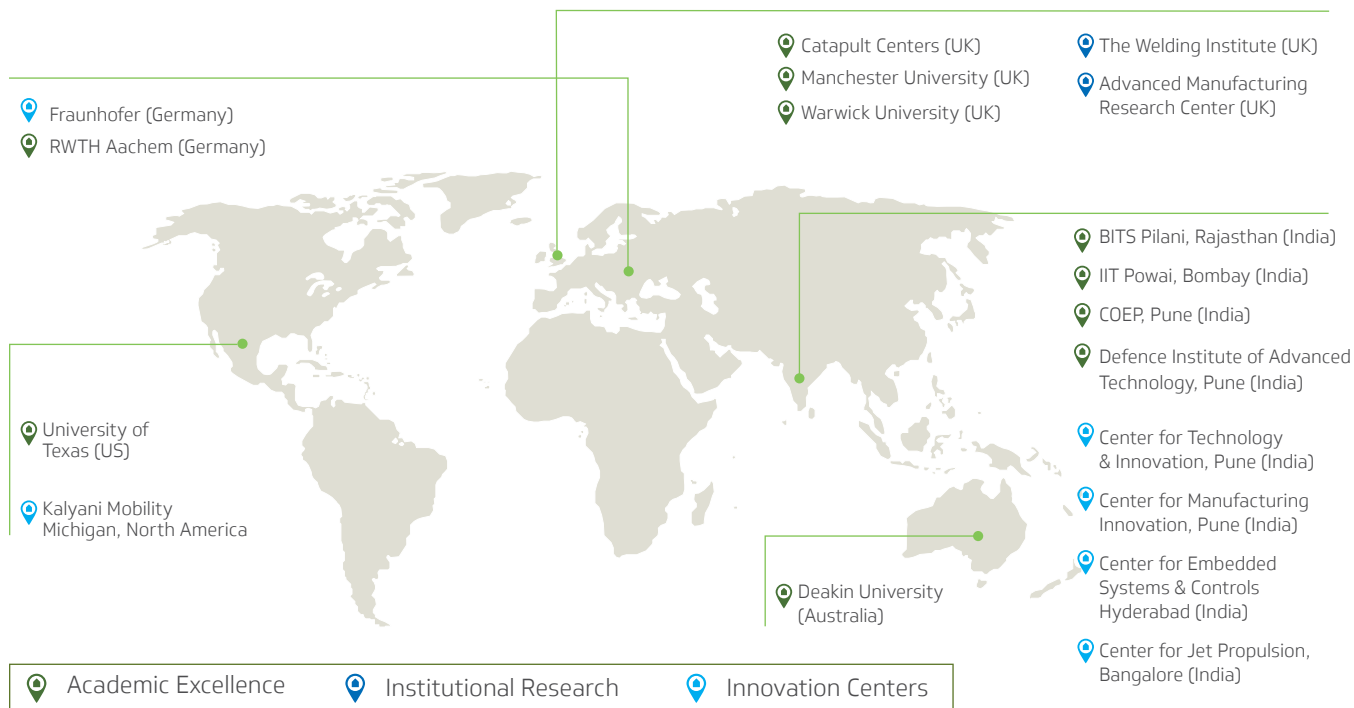 Catapult Centers (UK)
Manchester University (UK)
Warwick University (UK)
The Welding Institute (UK)
Advanced Manufacturing
Research Center (UK)
Fraunhofer (Germany)
RWTH Aachem (Germany)
BITS Pilani, Rajasthan (India)
IIT Powai, Bombay (India)
COEP, Pune (India)
Defence Institute of Advanced
Technology, Pune (India)
Center for Technology
& Innovation, Pune (India)
Center for Manufacturing
Innovation, Pune (India)
Center for Embedded
Systems & Controls
Hyderabad (India)
Center for Jet Propulsion,
Bangalore (India)
University of
Texas (US)
Kalyani Mobility
Michigan, North America
Deakin University
(Australia)
Academic Excellence
Institutional Research
Innovation Centers